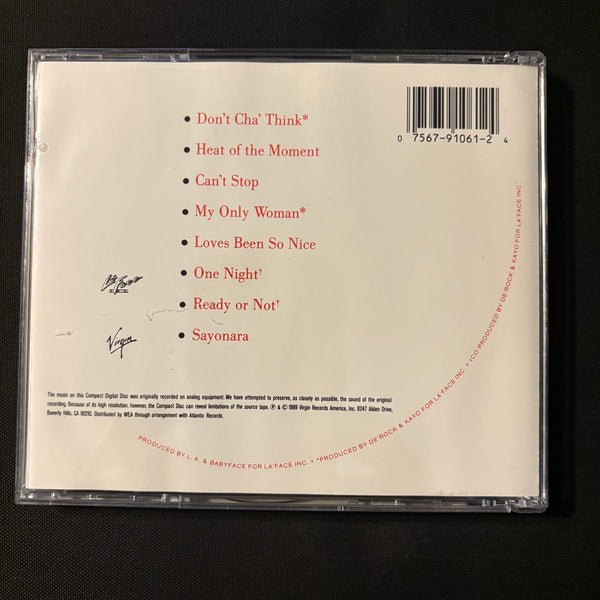 • Don't Cha' Think*
• Heat of the Moment
• Can't Stop
• My Only Woman*
• Loves Been So Nice
• One Night†
• Ready or Not†
• Sayonara
0 7567-91061-2 4
Virgin
The music on this Compact Digital Disc was originally recorded on analog equipment. We have attempted to preserve, as closely as possible, the sound of the original
recording. Because of its high resolution, however, the Compact Disc can reveal limitations of the source tape. ℗ & © 1989 Virgin Records America, Inc. 9247 Alden Drive,
Beverly Hills, CA 90210. Distributed by WEA through arrangement with Atlantic Records.
PRODUCED BY L. A. & BABYFACE FOR LA'FACE INC. • *PRODUCED BY DE'ROCK & KAYO FOR LA'FACE INC. • †CO-PRODUCED BY DE'ROCK & KAYO FOR LA'FACE INC.